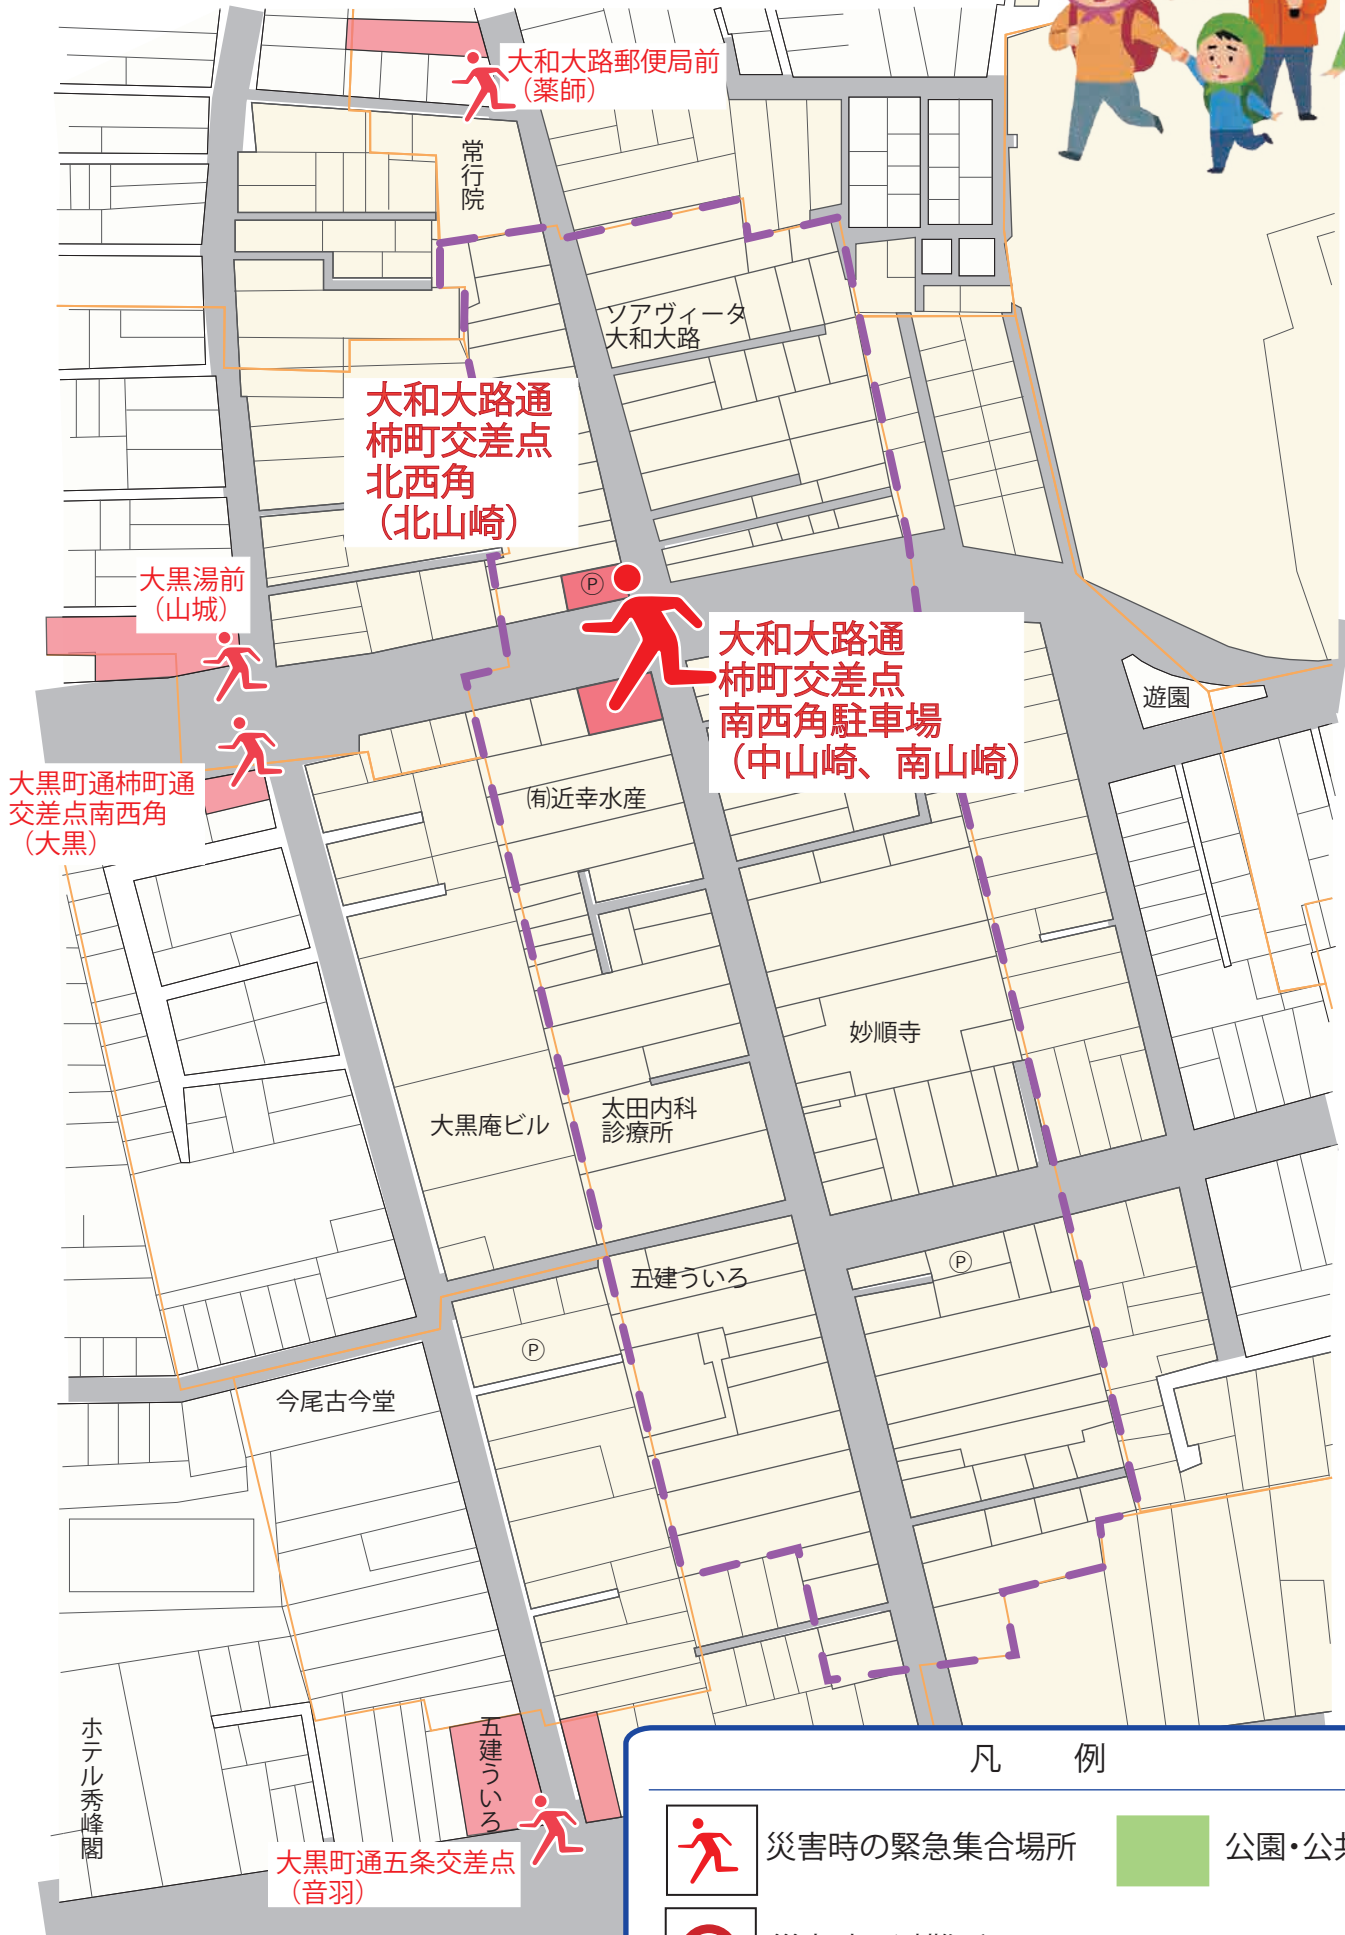 大和大路郵便局前
（薬師）
常行院
ソアヴィータ
大和大路
大和大路通
柿町交差点
北西角
（北山崎）
大黒湯前
（山城）
Ⓟ
大和大路通
柿町交差点
南西角駐車場
（中山崎、南山崎）
遊園
大黒町通柿町通
交差点南西角
（大黒）
㈲近幸水産
妙順寺
大黒庵ビル
太田内科
診療所
五建ういろ
Ⓟ
Ⓟ
今尾古今堂
ホテル秀峰閣
五建ういろ
大黒町通五条交差点
（音羽）
凡　例
災害時の緊急集合場所
公園・公共